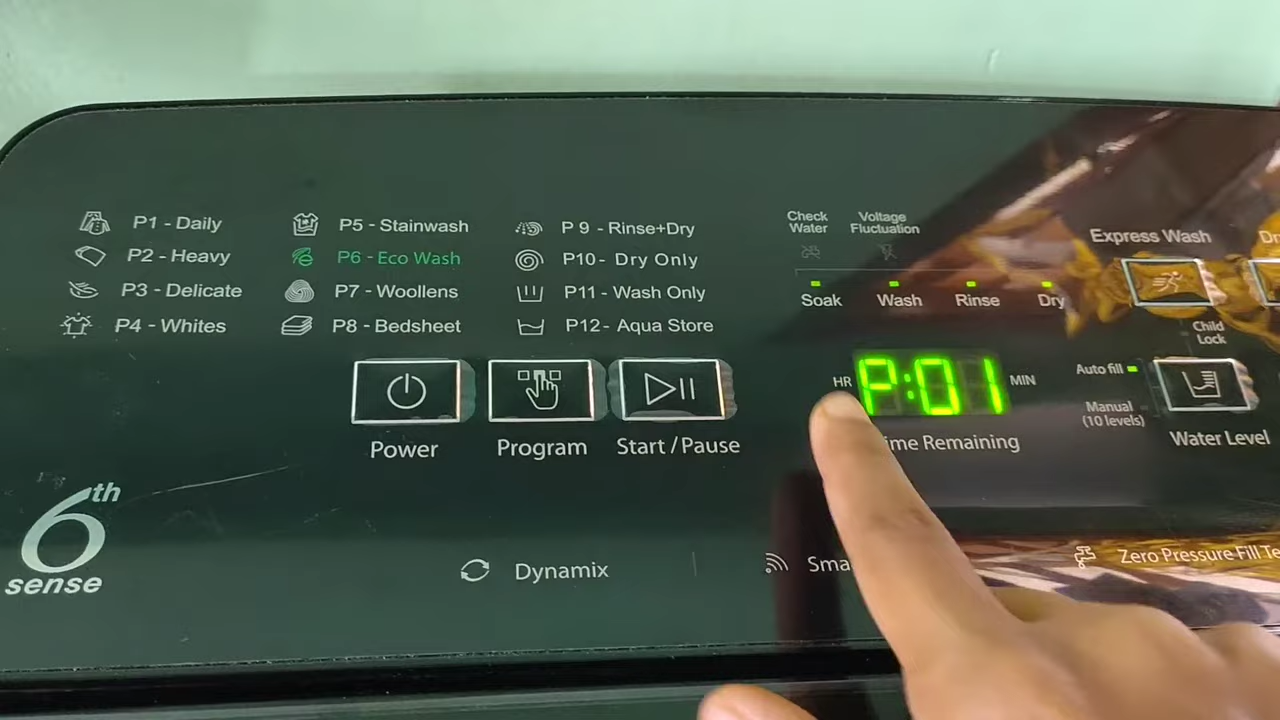 P1 - Daily
P2 - Heavy
P3 - Delicate
P4 - Whites
P5 - Stainwash
P6 - Eco Wash
P7 - Woollens
P8 - Bedsheet
P 9 - Rinse+Dry
P10- Dry Only
P11 - Wash Only
P12- Aqua Store
Check
Water
Voltage
Fluctuation
Soak Wash Rinse Dry
Express Wash
Child
Lock
HR P:01 MIN
Auto fill
Manual
(10 levels)
Water Level
Power
Program
Start/Pause
Remaining
6th
sense
Dynamix
Zero Pressure Fill